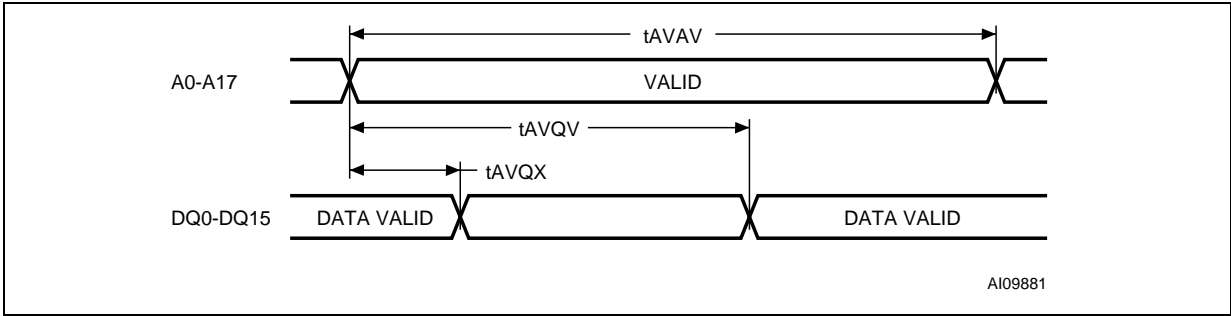 tAVAV
A0-A17 VALID
tAVQV
tAVQX
DQ0-DQ15 DATA VALID DATA VALID
AI09881